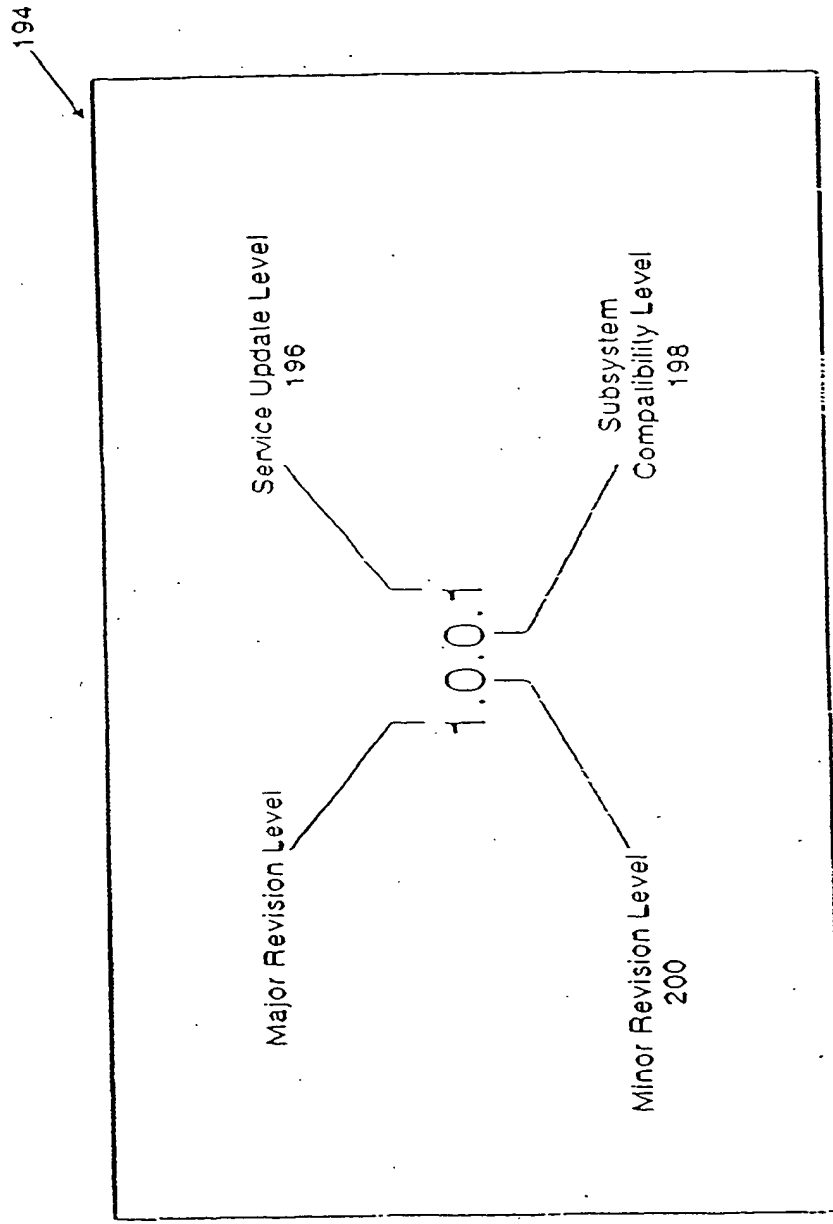 194
Major Revision Level
Service Update Level
196
1.0.0.1
Minor Revision Level
200
Subsystem
Compatibility Level
198